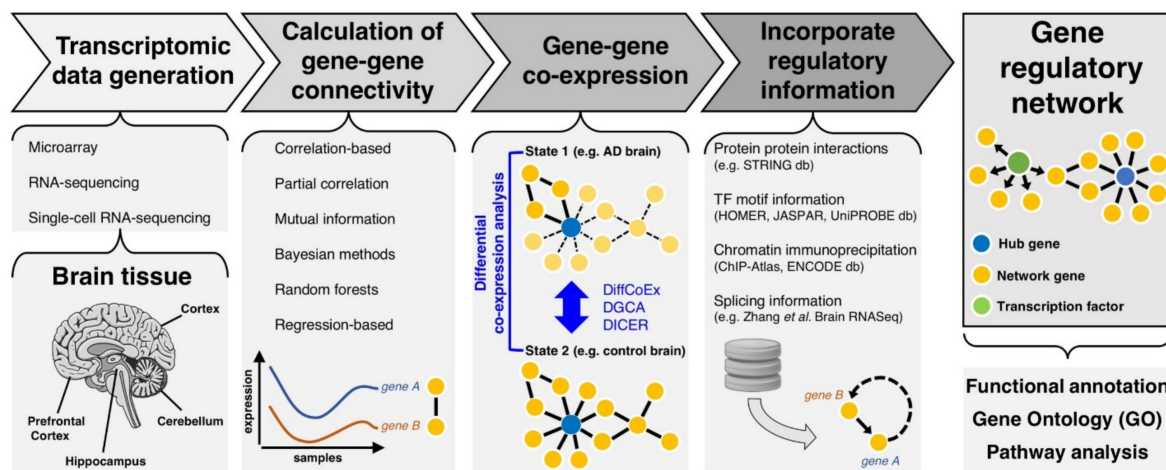 Transcriptomic
data generation
Microarray
RNA-sequencing
Single-cell RNA-sequencing
Brain tissue
Cortex
Prefrontal
Cortex
Cerebellum
Hippocampus
Calculation of
gene-gene
connectivity
Correlation-based
Partial correlation
Mutual information
Bayesian methods
Random forests
Regression-based
expression
gene A
gene B
samples
Gene-gene
co-expression
State 1 (e.g. AD brain)
Differential
co-expression analysis
DiffCoEx
DGCA
DICER
State 2 (e.g. control brain)
Incorporate
regulatory
information
Protein protein interactions
(e.g. STRING db)
TF motif information
(HOMER, JASPAR, UniPROBE db)
Chromatin immunoprecipitation
(ChIP-Atlas, ENCODE db)
Splicing information
(e.g. Zhang et al. Brain RNASeq)
gene B
gene A
Gene
regulatory
network
Hub gene
Network gene
Transcription factor
Functional annotation
Gene Ontology (GO)
Pathway analysis